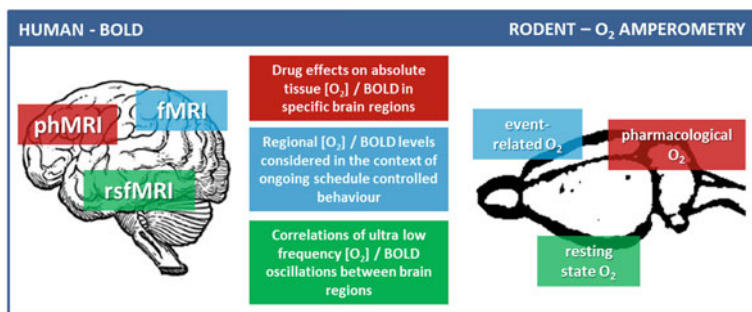 HUMAN - BOLD
RODENT – O₂ AMPEROMETRY
phMRI
fMRI
rsfMRI
Drug effects on absolute
tissue [O₂] / BOLD in
specific brain regions
Regional [O₂] / BOLD levels
considered in the context of
ongoing schedule controlled
behaviour
Correlations of ultra low
frequency [O₂] / BOLD
oscillations between brain
regions
event-
related O₂
pharmacological
O₂
resting
state O₂